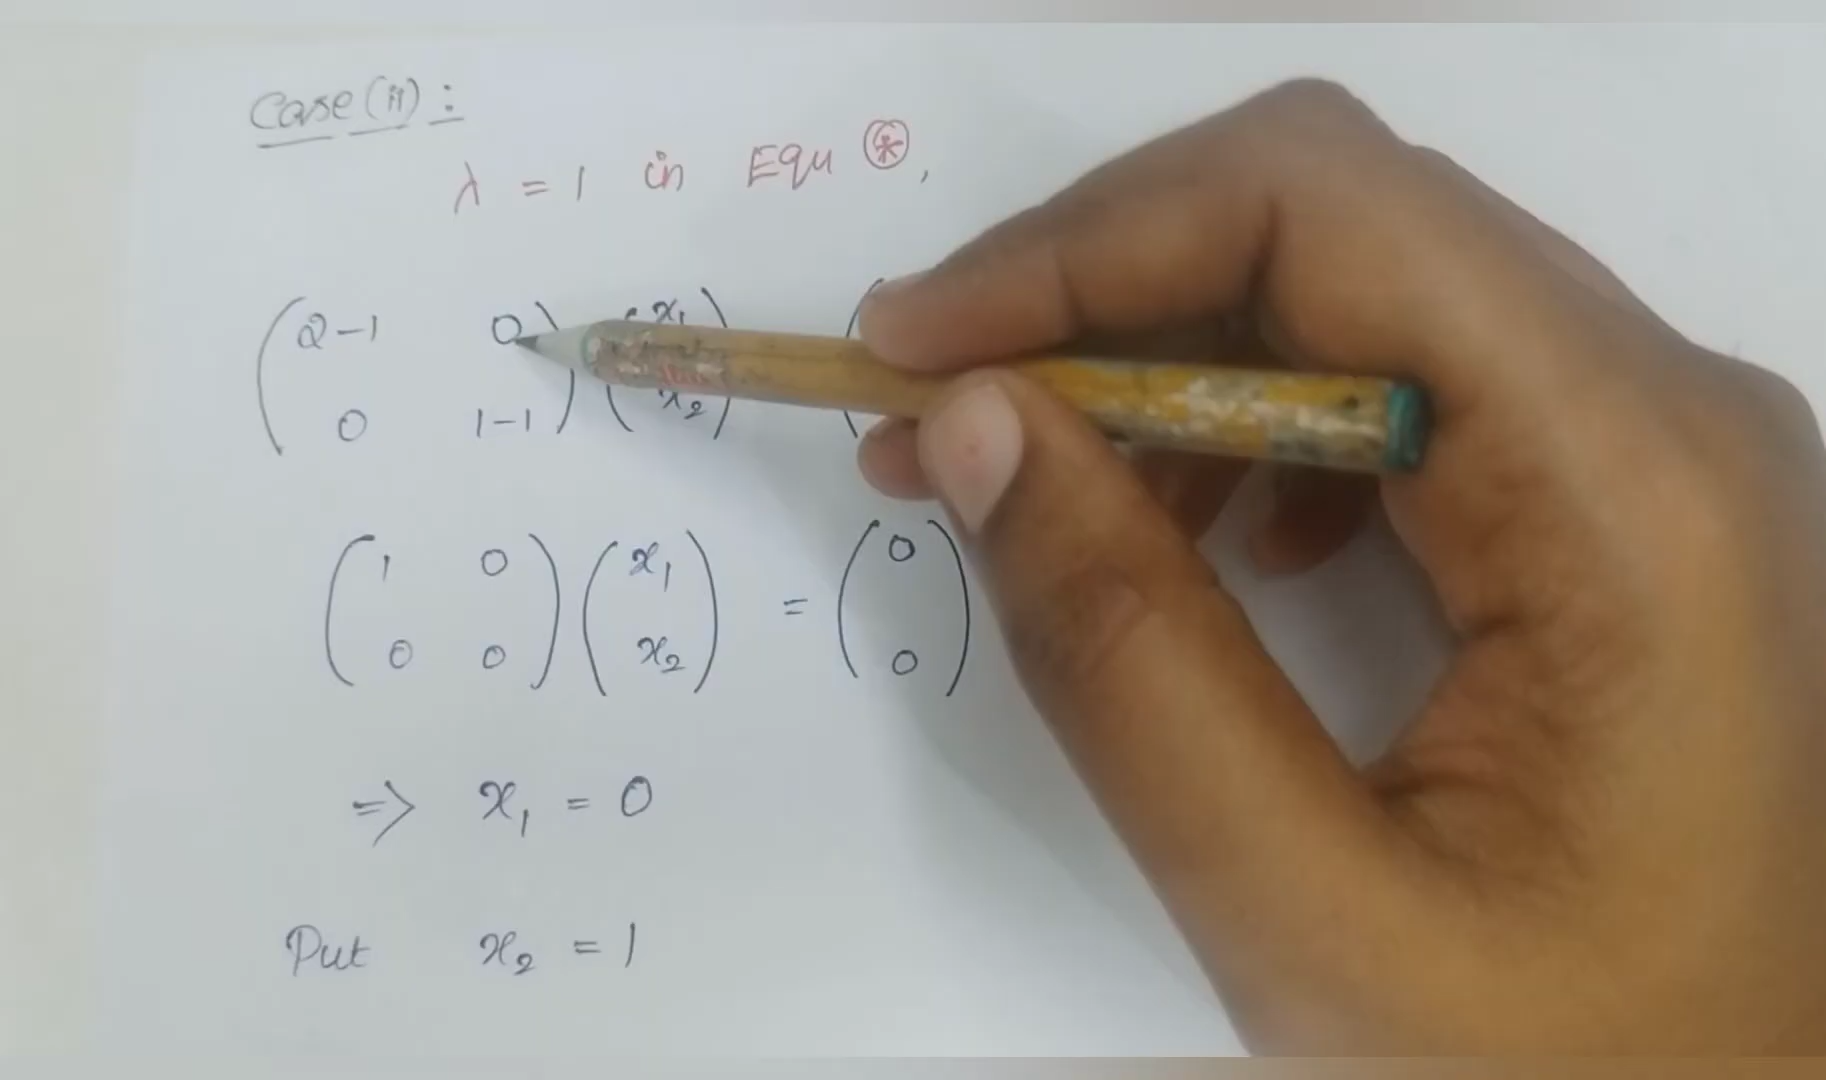 Case (ii) :
λ = 1 in Equ ⊛,
( 2-1 0 ) ( x₁ ) (
( 0 1-1 ) ( x₂ ) (
( 1 0 ) ( x₁ ) = ( 0 )
( 0 0 ) ( x₂ ) ( 0 )
=> x₁ = 0
Put x₂ = 1